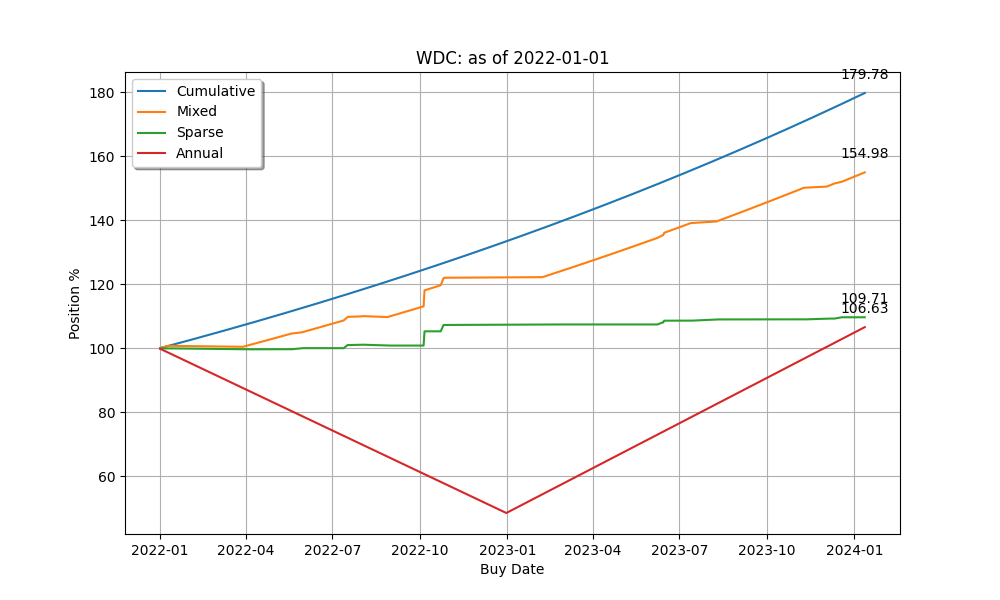 WDC: as of 2022-01-01
179.78
154.98
109.71
106.63
Cumulative
Mixed
Sparse
Annual
Position %
180
160
140
120
100
80
60
2022-01 2022-04 2022-07 2022-10 2023-01 2023-04 2023-07 2023-10 2024-01
Buy Date